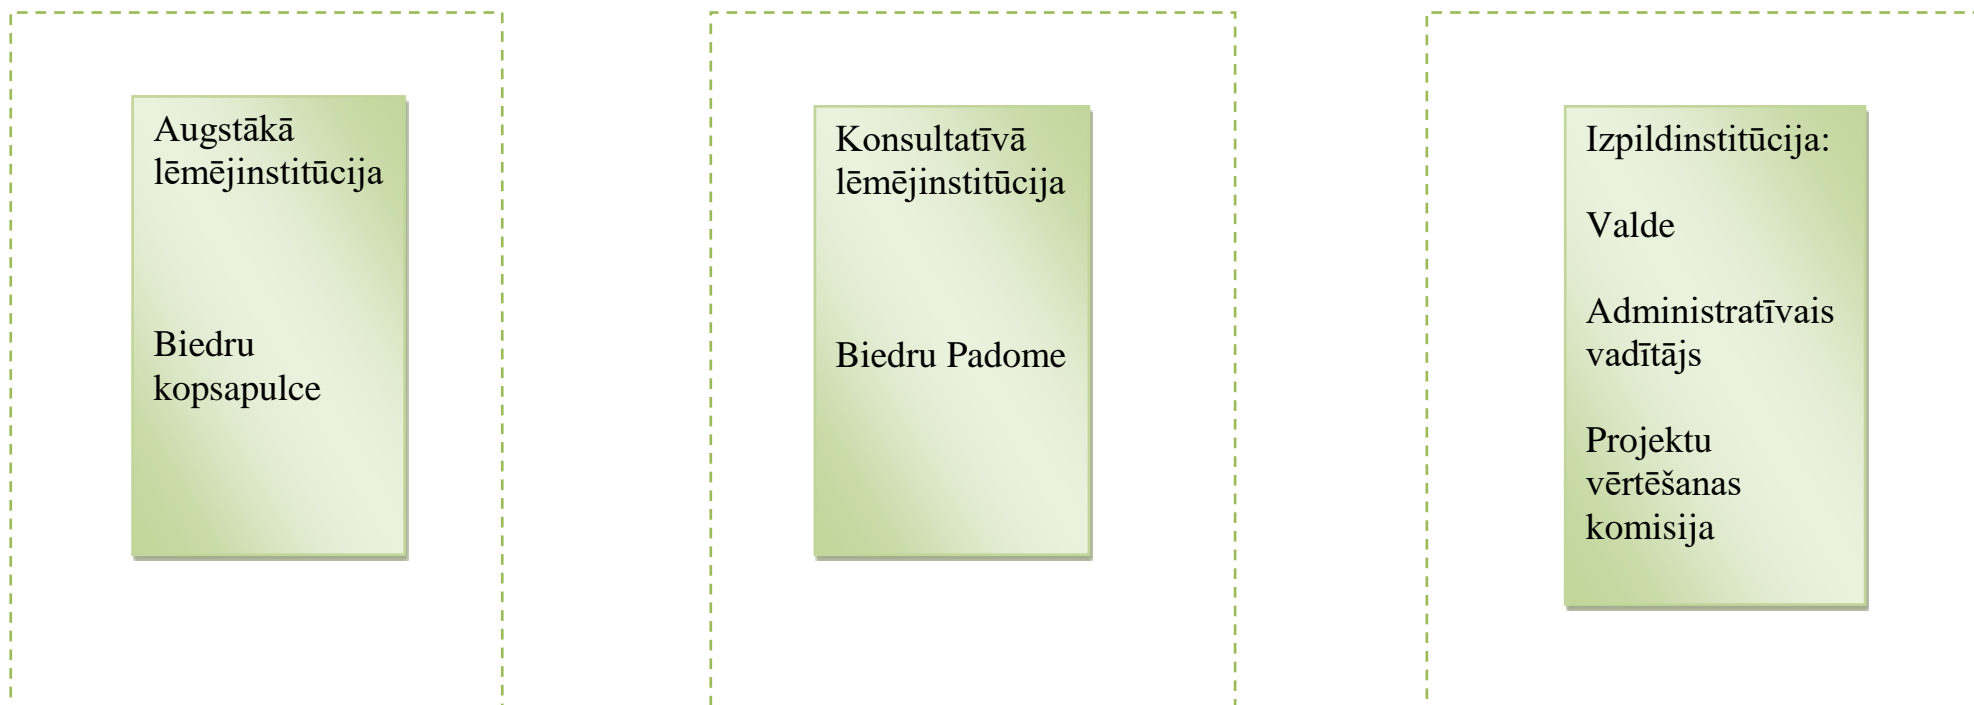 Augstākā
lēmējinstitūcija
Biedru
kopsapulce
Konsultatīvā
lēmējinstitūcija
Biedru Padome
Izpildinstitūcija:
Valde
Administratīvais
vadītājs
Projektu
vērtēšanas
komisija